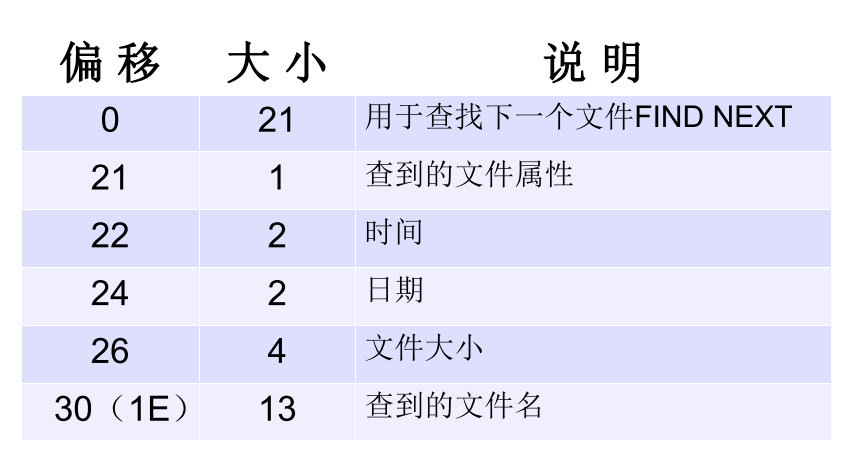 偏 移 大 小 说 明
0 21 用于查找下一个文件FIND NEXT
21 1 查到的文件属性
22 2 时间
24 2 日期
26 4 文件大小
30（1E） 13 查到的文件名